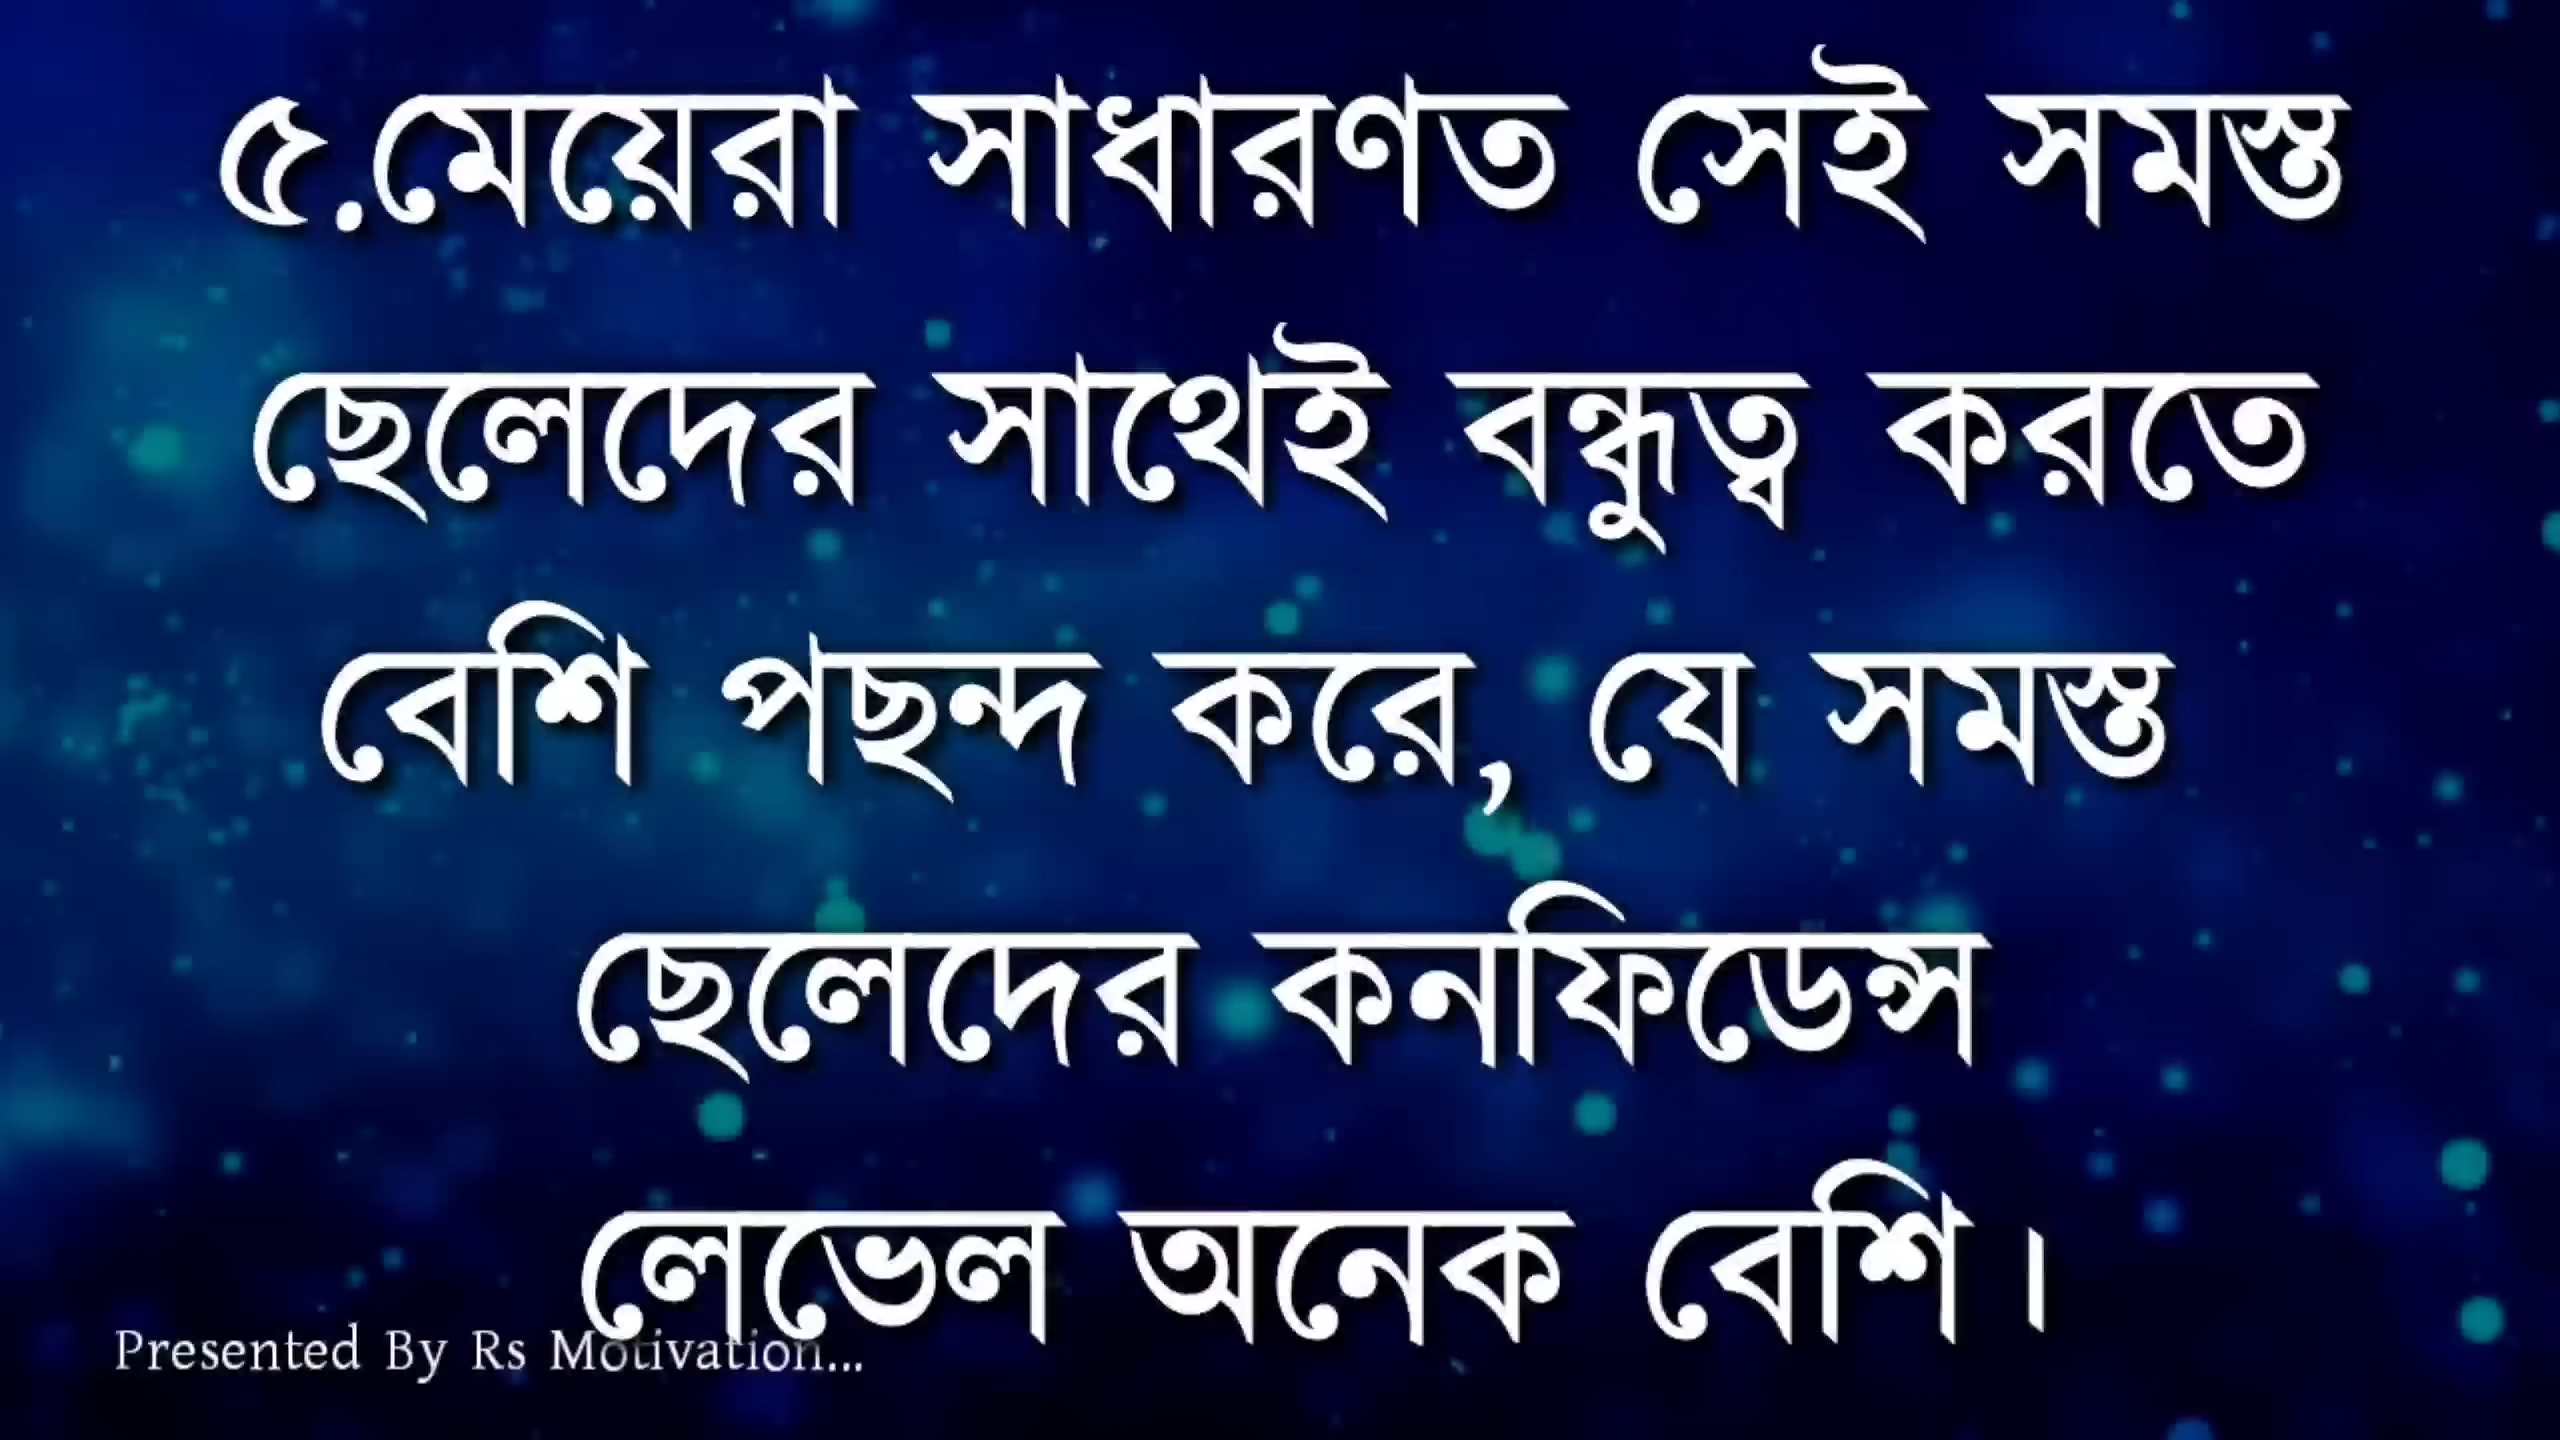 ৫.মেয়েরা সাধারণত সেই সমস্ত
ছেলেদের সাথেই বন্ধুত্ব করতে
বেশি পছন্দ করে, যে সমস্ত
ছেলেদের কনফিডেন্স
লেভেল অনেক বেশি।
Presented By Rs Motivation...